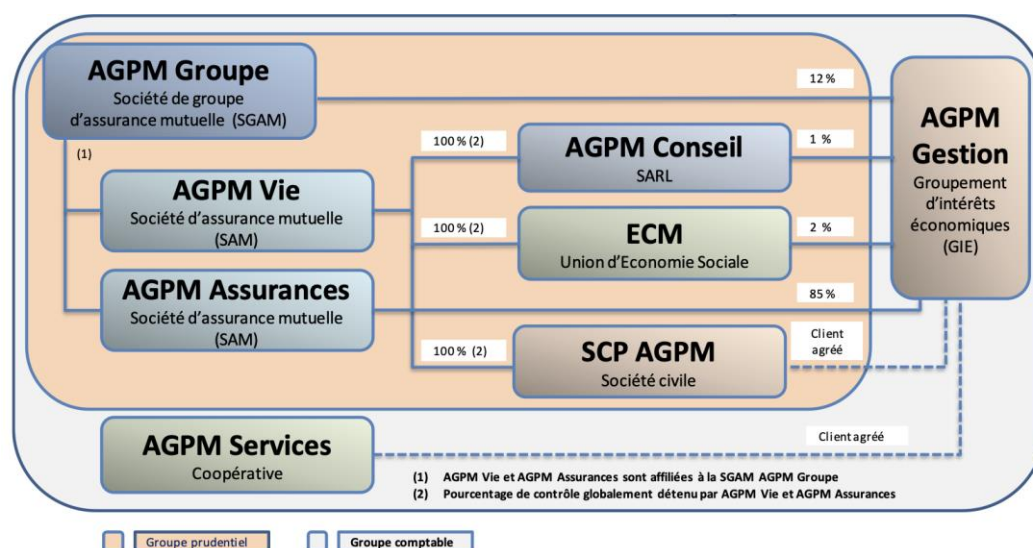 AGPM Groupe
Société de groupe
d'assurance mutuelle (SGAM)
12 %
AGPM
Gestion
Groupement
d'intérêts
économiques
(GIE)
(1)
100 % (2)
AGPM Conseil
SARL
1 %
AGPM Vie
Société d'assurance mutuelle
(SAM)
100% (2)
ECM
Union d'Economie Sociale
2 %
AGPM Assurances
Société d'assurance mutuelle
(SAM)
85 %
100% (2)
SCP AGPM
Société civile
Client
agréé
AGPM Services
Coopérative
Client agréé
(1) AGPM Vie et AGPM Assurances sont affiliées à la SGAM AGPM Groupe
(2) Pourcentage de contrôle globalement détenu par AGPM Vie et AGPM Assurances
Groupe prudentiel
Groupe comptable